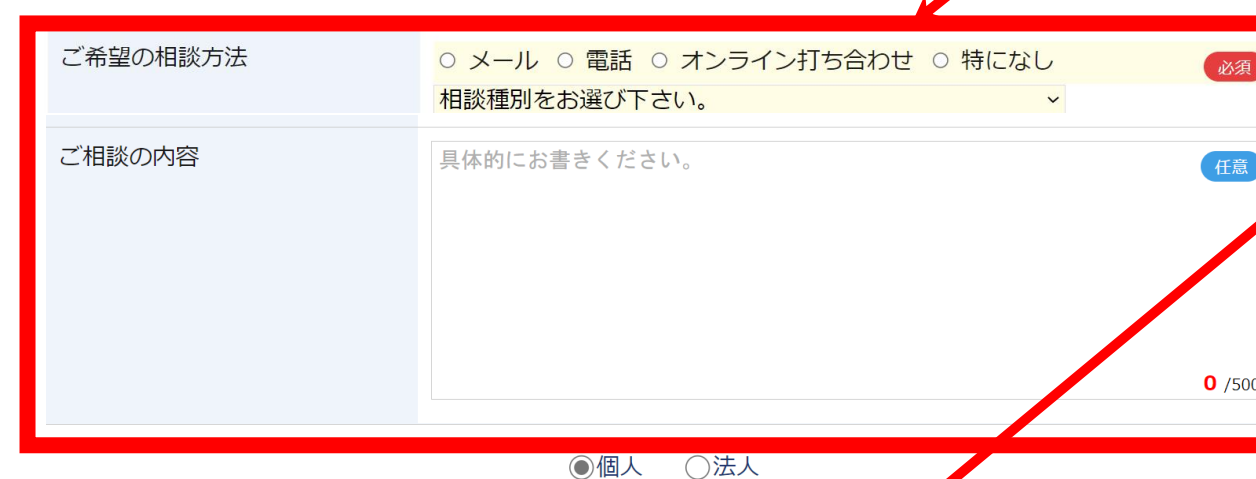 ご希望の相談方法
メール 電話 オンライン打ち合わせ 特になし 必須
相談種別をお選び下さい。
ご相談の内容
具体的にお書きください。 任意
0 /500
個人 法人